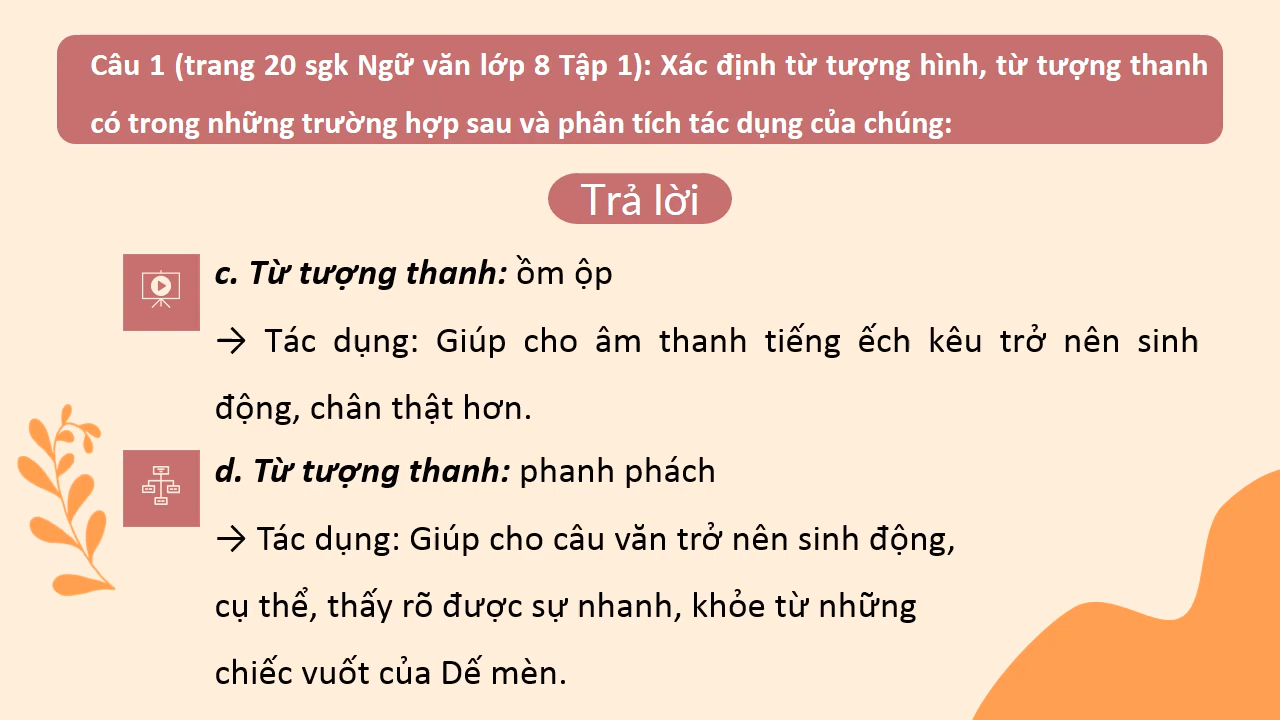 Câu 1 (trang 20 sgk Ngữ văn lớp 8 Tập 1): Xác định từ tượng hình, từ tượng thanh
có trong những trường hợp sau và phân tích tác dụng của chúng:
Trả lời
c. Từ tượng thanh: ồm ộp
→ Tác dụng: Giúp cho âm thanh tiếng ếch kêu trở nên sinh
động, chân thật hơn.
d. Từ tượng thanh: phanh phách
→ Tác dụng: Giúp cho câu văn trở nên sinh động,
cụ thể, thấy rõ được sự nhanh, khỏe từ những
chiếc vuốt của Dế mèn.